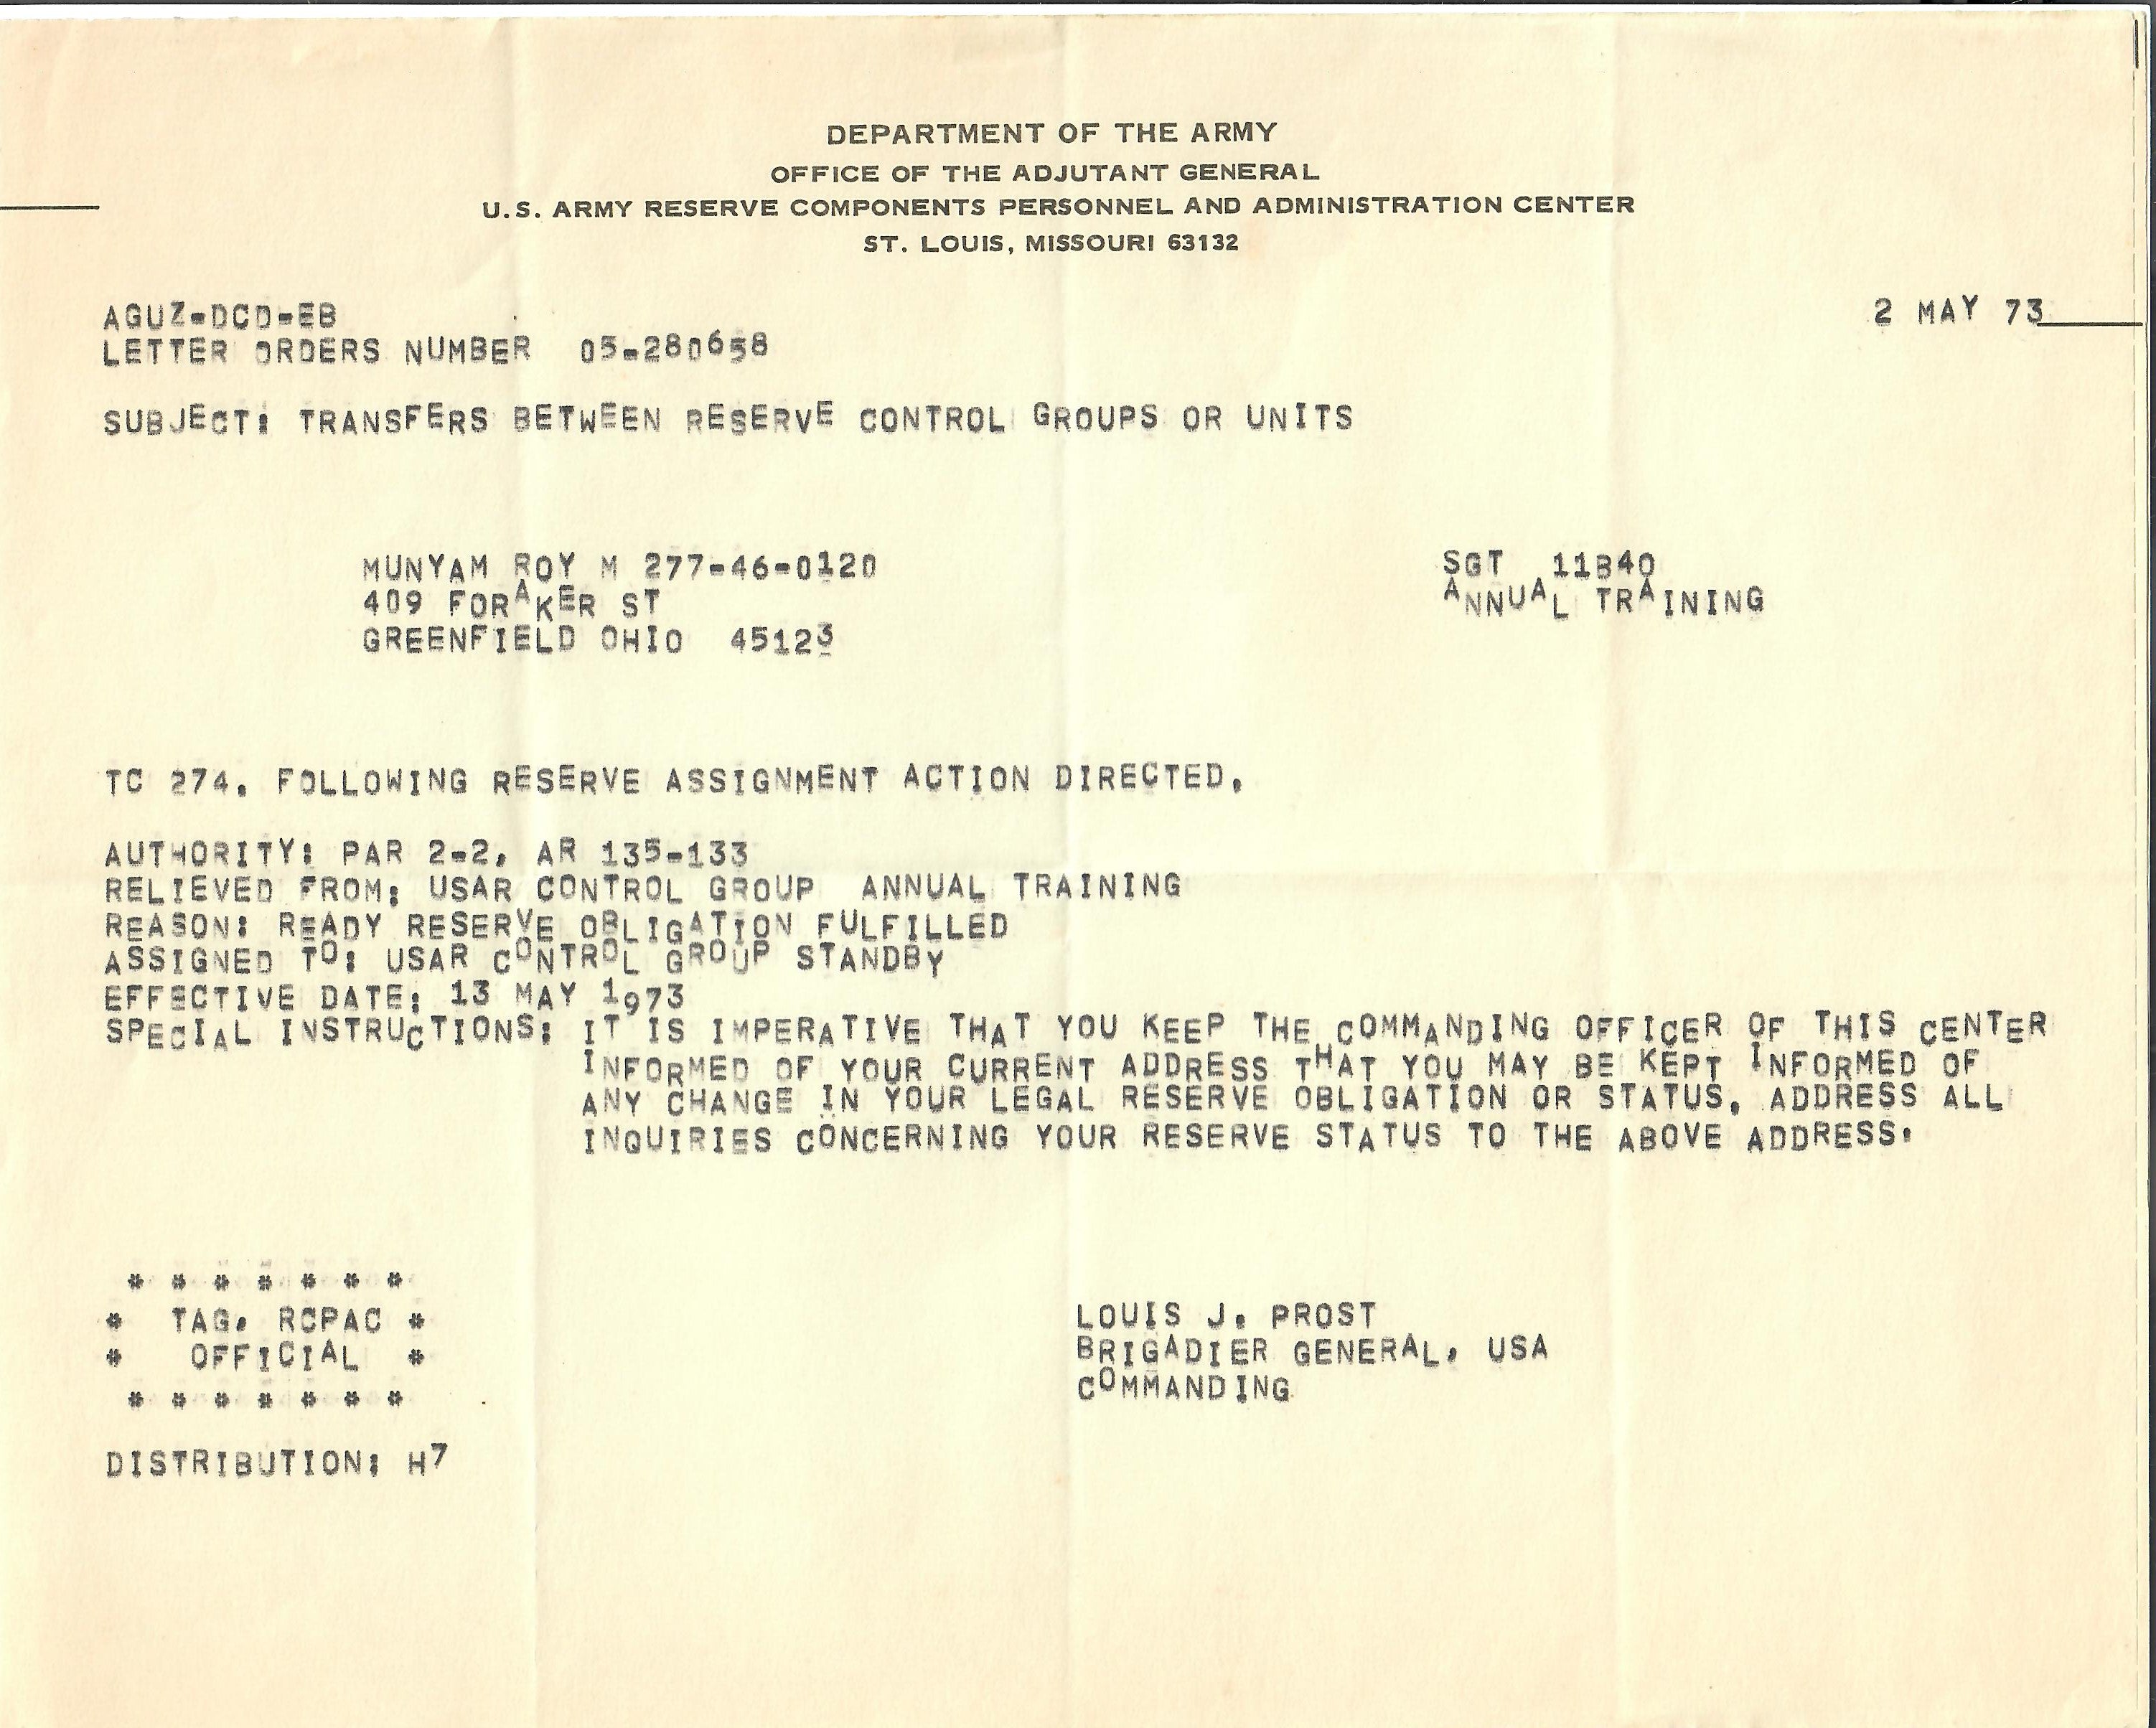 DEPARTMENT OF THE ARMY
OFFICE OF THE ADJUTANT GENERAL
U.S. ARMY RESERVE COMPONENTS PERSONNEL AND ADMINISTRATION CENTER
ST. LOUIS, MISSOURI 63132
AGUZ-DCD-EB 2 MAY 73
LETTER ORDERS NUMBER 05-280658
SUBJECT: TRANSFERS BETWEEN RESERVE CONTROL GROUPS OR UNITS
MUNYAM ROY M 277-46-0120 SGT 11B40
409 FORAKER ST ANNUAL TRAINING
GREENFIELD OHIO 45123
TC 274. FOLLOWING RESERVE ASSIGNMENT ACTION DIRECTED.
AUTHORITY: PAR 2-2, AR 135-133
RELIEVED FROM: USAR CONTROL GROUP ANNUAL TRAINING
REASON: READY RESERVE OBLIGATION FULFILLED
ASSIGNED TO: USAR CONTROL GROUP STANDBY
EFFECTIVE DATE: 13 MAY 1973
SPECIAL INSTRUCTIONS: IT IS IMPERATIVE THAT YOU KEEP THE COMMANDING OFFICER OF THIS CENTER
INFORMED OF YOUR CURRENT ADDRESS THAT YOU MAY BE KEPT INFORMED OF
ANY CHANGE IN YOUR LEGAL RESERVE OBLIGATION OR STATUS. ADDRESS ALL
INQUIRIES CONCERNING YOUR RESERVE STATUS TO THE ABOVE ADDRESS.
* * * * * * *
* TAG, RCPAC * LOUIS J. PROST
* OFFICIAL * BRIGADIER GENERAL, USA
* * * * * * * COMMANDING
DISTRIBUTION: H7